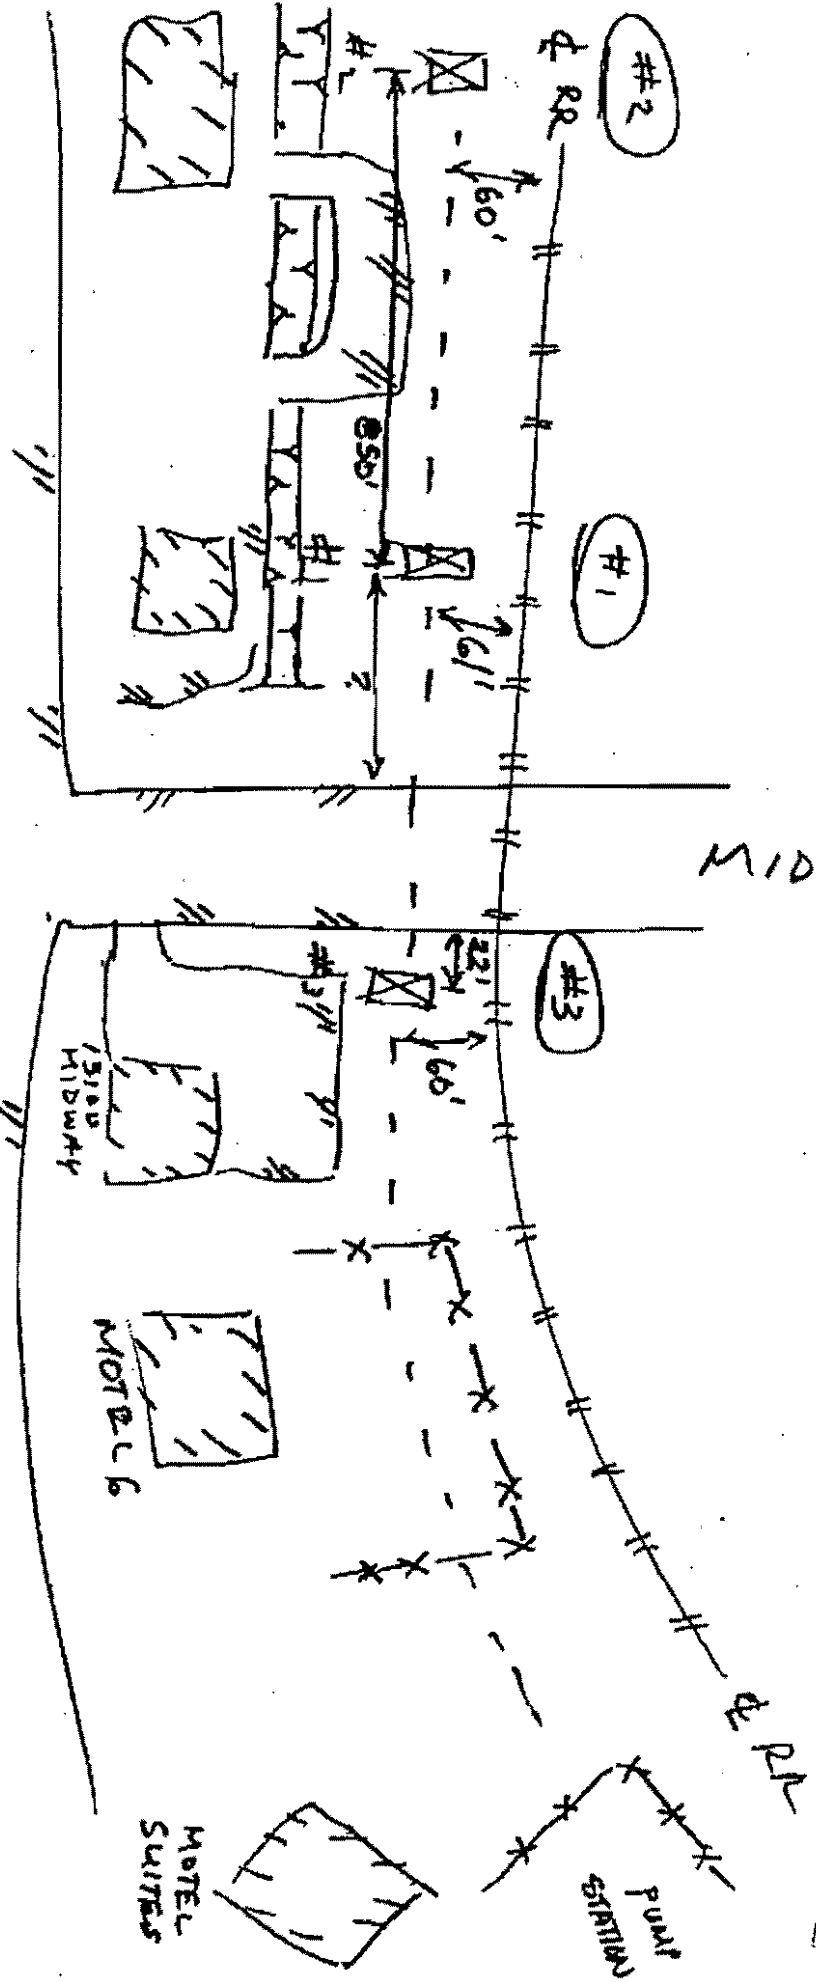 #2
℄ RR
#2
60'
850'
#1
#1
61'
?
MID
#3
22'
#3
60'
MIDWAY
MOTEL 6
℄ RR
MOTEL
SUITES
PUMP
STATION